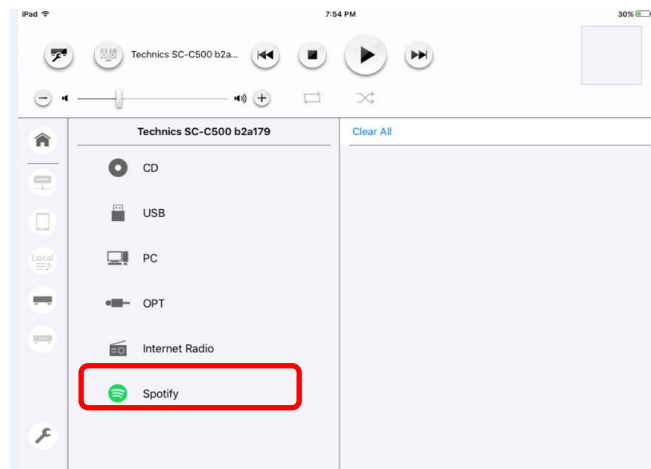 iPad 7:54 PM 30%
Technics SC-C500 b2a...
Technics SC-C500 b2a179
Clear All
CD
USB
PC
Local
OPT
Internet Radio
Spotify